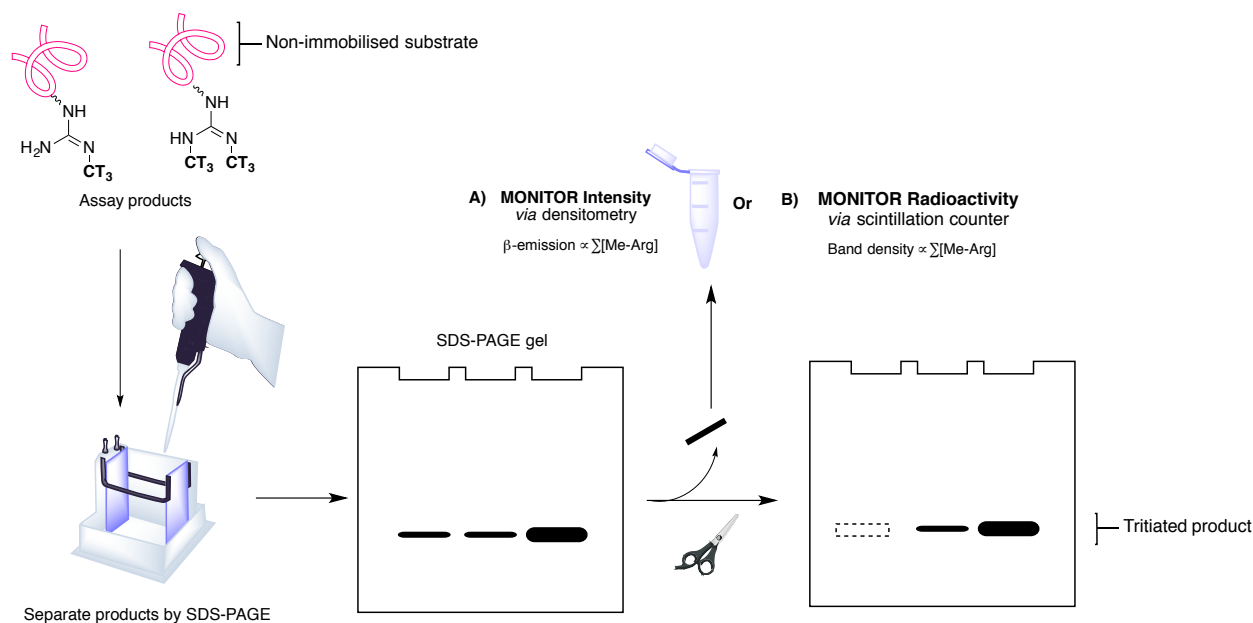 Non-immobilised substrate
NH
H₂N
N
CT₃
NH
HN
N
CT₃
CT₃
Assay products
A) MONITOR Intensity
via densitometry
β-emission ∝ ∑[Me-Arg]
Or
B) MONITOR Radioactivity
via scintillation counter
Band density ∝ ∑[Me-Arg]
SDS-PAGE gel
Tritiated product
Separate products by SDS-PAGE